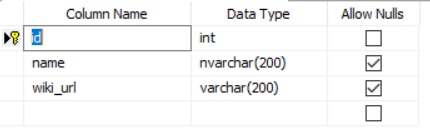 Column Name Data Type Allow Nulls
id int
name nvarchar(200)
wiki_url varchar(200)